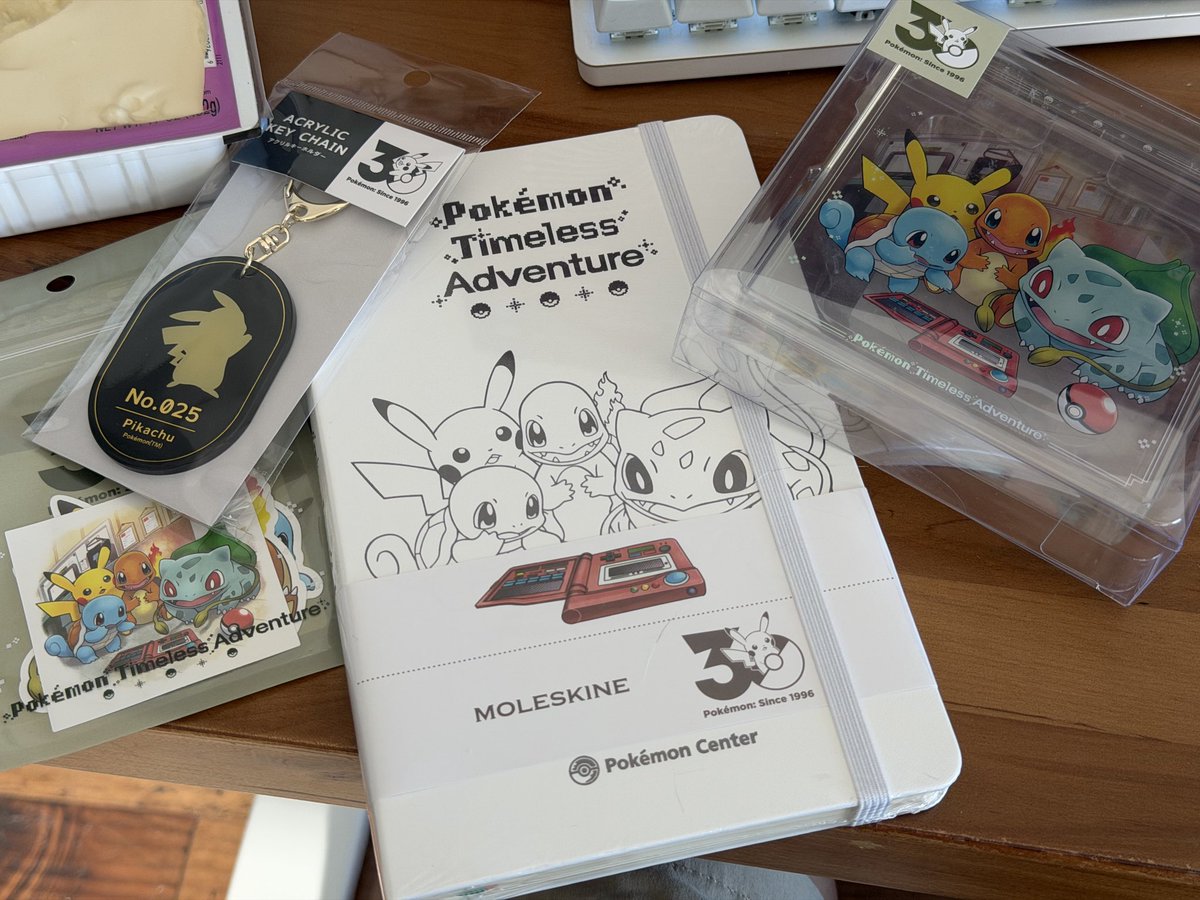 ACRYLIC
KEY CHAIN
アクリルキーホルダー
30
Pokémon: Since 1996
No.025
Pikachu
Pokémon(TM)
Pokémon Timeless Adventure
Pokémon
Timeless
Adventure
MOLESKINE
30
Pokémon: Since 1996
Pokémon Center
30
Pokémon: Since 1996
Pokémon Timeless Adventure